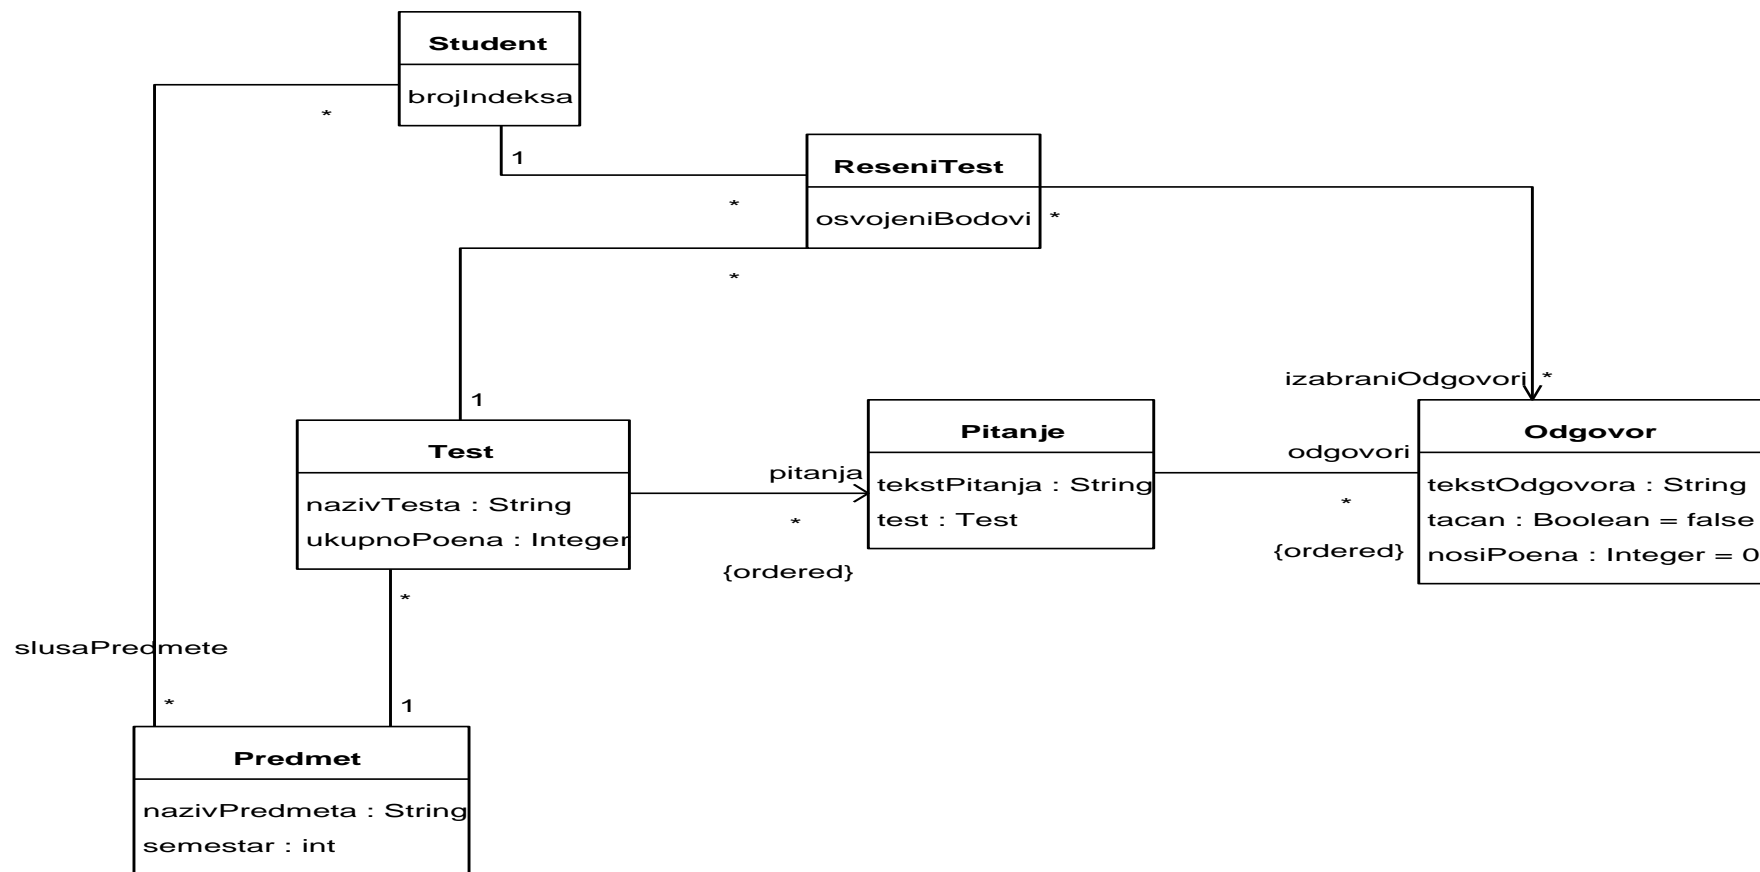 Student
brojIndeksa
*
1
*
ReseniTest
osvojeniBodovi
*
*
1
izabraniOdgovori
*
Test
nazivTesta : String
ukupnoPoena : Integer
pitanja
*
{ordered}
Pitanje
tekstPitanja : String
test : Test
odgovori
*
{ordered}
Odgovor
tekstOdgovora : String
tacan : Boolean = false
nosiPoena : Integer = 0
*
slusaPredmete
*
1
Predmet
nazivPredmeta : String
semestar : int